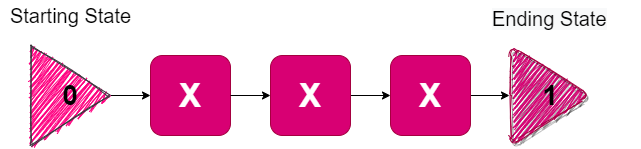 Starting State
Ending State
0 X X X 1